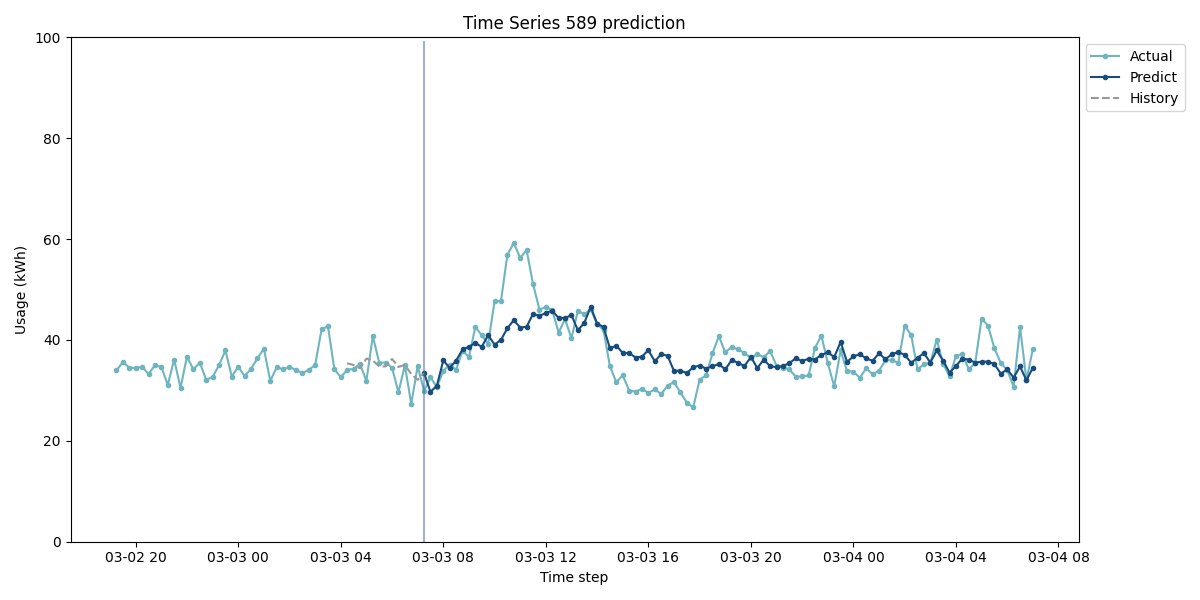 Time Series 589 prediction
Usage (kWh)
100
80
60
40
20
0
03-02 20
03-03 00
03-03 04
03-03 08
03-03 12
03-03 16
03-03 20
03-04 00
03-04 04
03-04 08
Time step
Actual
Predict
History